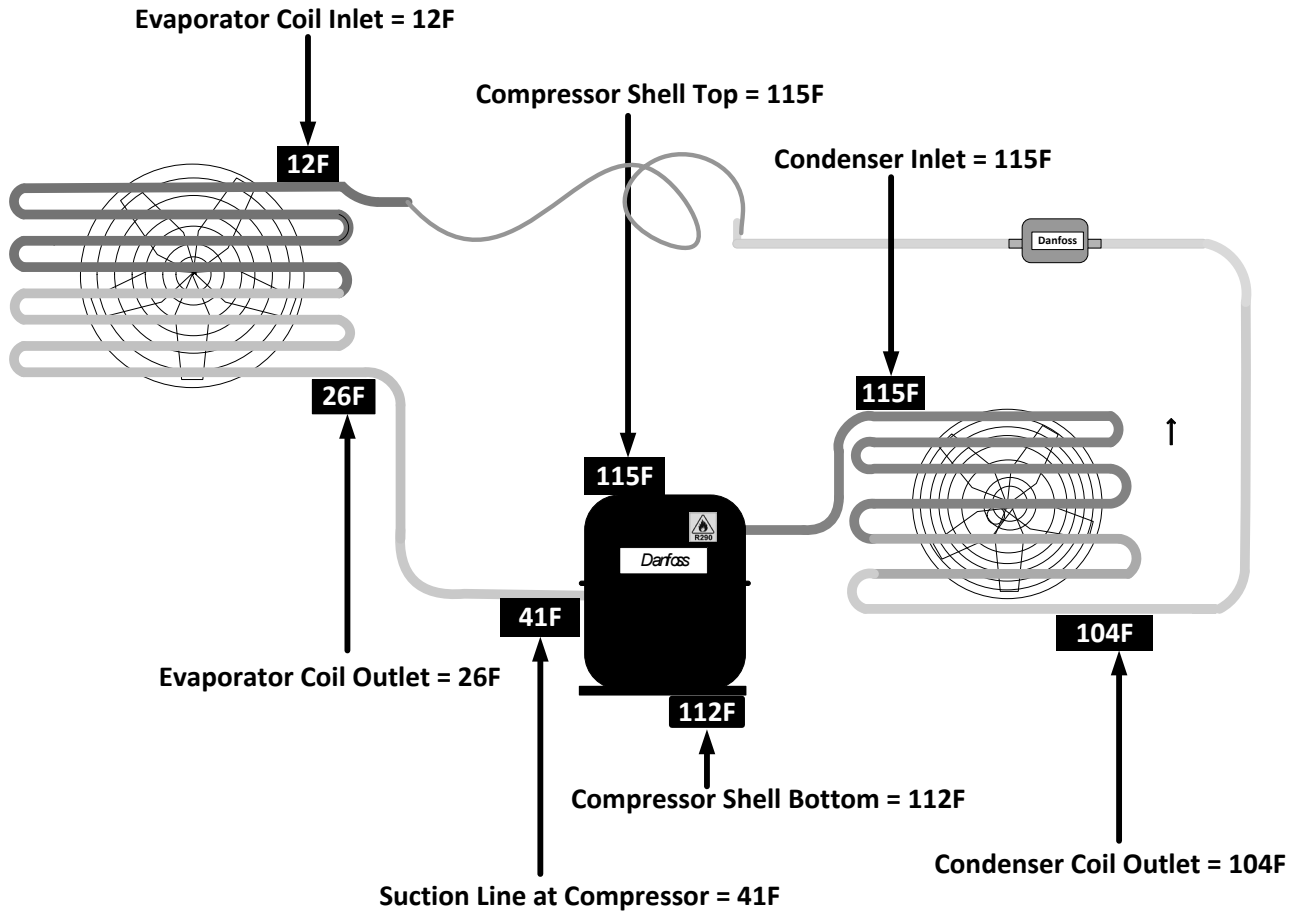 Evaporator Coil Inlet = 12F
Compressor Shell Top = 115F
Condenser Inlet = 115F
12F
Danfoss
26F
115F
115F
R290
Danfoss
41F
104F
Evaporator Coil Outlet = 26F
112F
Compressor Shell Bottom = 112F
Condenser Coil Outlet = 104F
Suction Line at Compressor = 41F